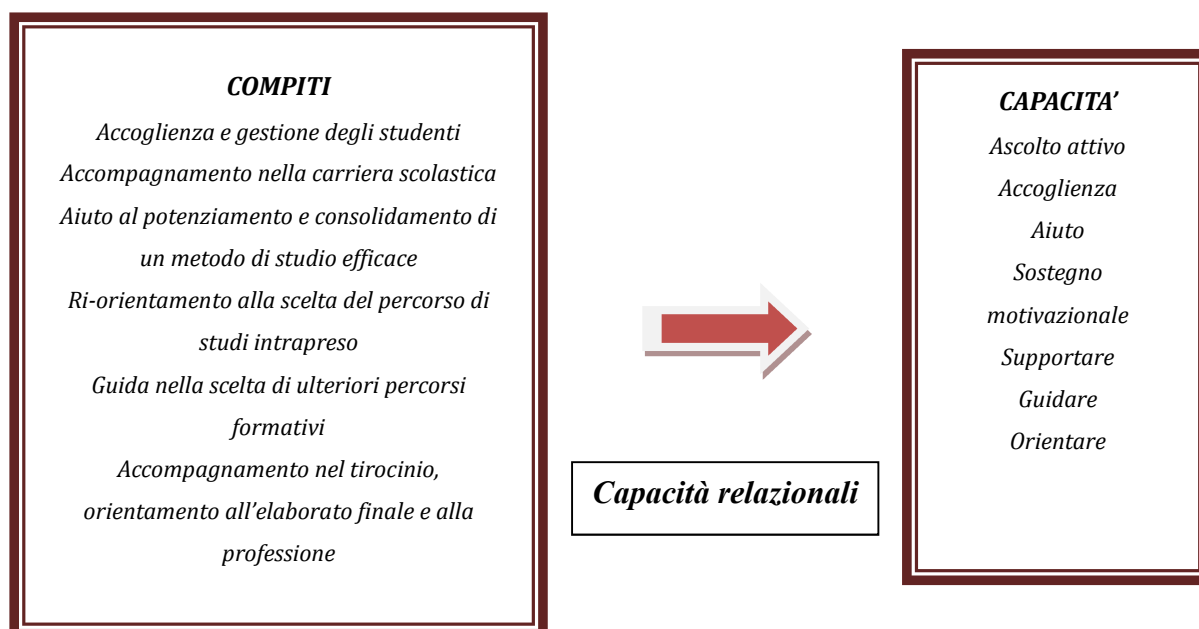 COMPITI
Accoglienza e gestione degli studenti
Accompagnamento nella carriera scolastica
Aiuto al potenziamento e consolidamento di
un metodo di studio efficace
Ri-orientamento alla scelta del percorso di
studi intrapreso
Guida nella scelta di ulteriori percorsi
formativi
Accompagnamento nel tirocinio,
orientamento all’elaborato finale e alla
professione
Capacità relazionali
CAPACITA’
Ascolto attivo
Accoglienza
Aiuto
Sostegno
motivazionale
Supportare
Guidare
Orientare